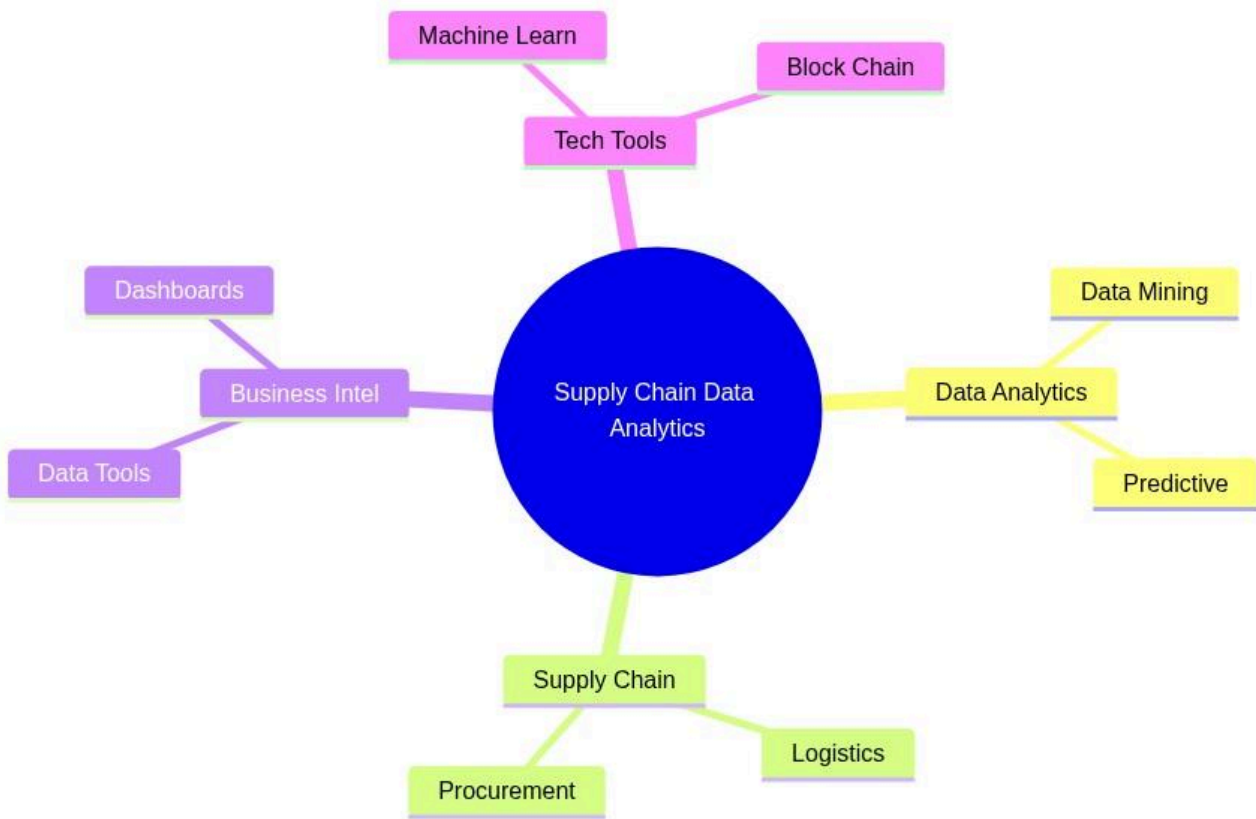 Machine Learn
Block Chain
Tech Tools
Dashboards
Data Mining
Business Intel
Supply Chain Data
Analytics
Data Analytics
Data Tools
Predictive
Supply Chain
Logistics
Procurement